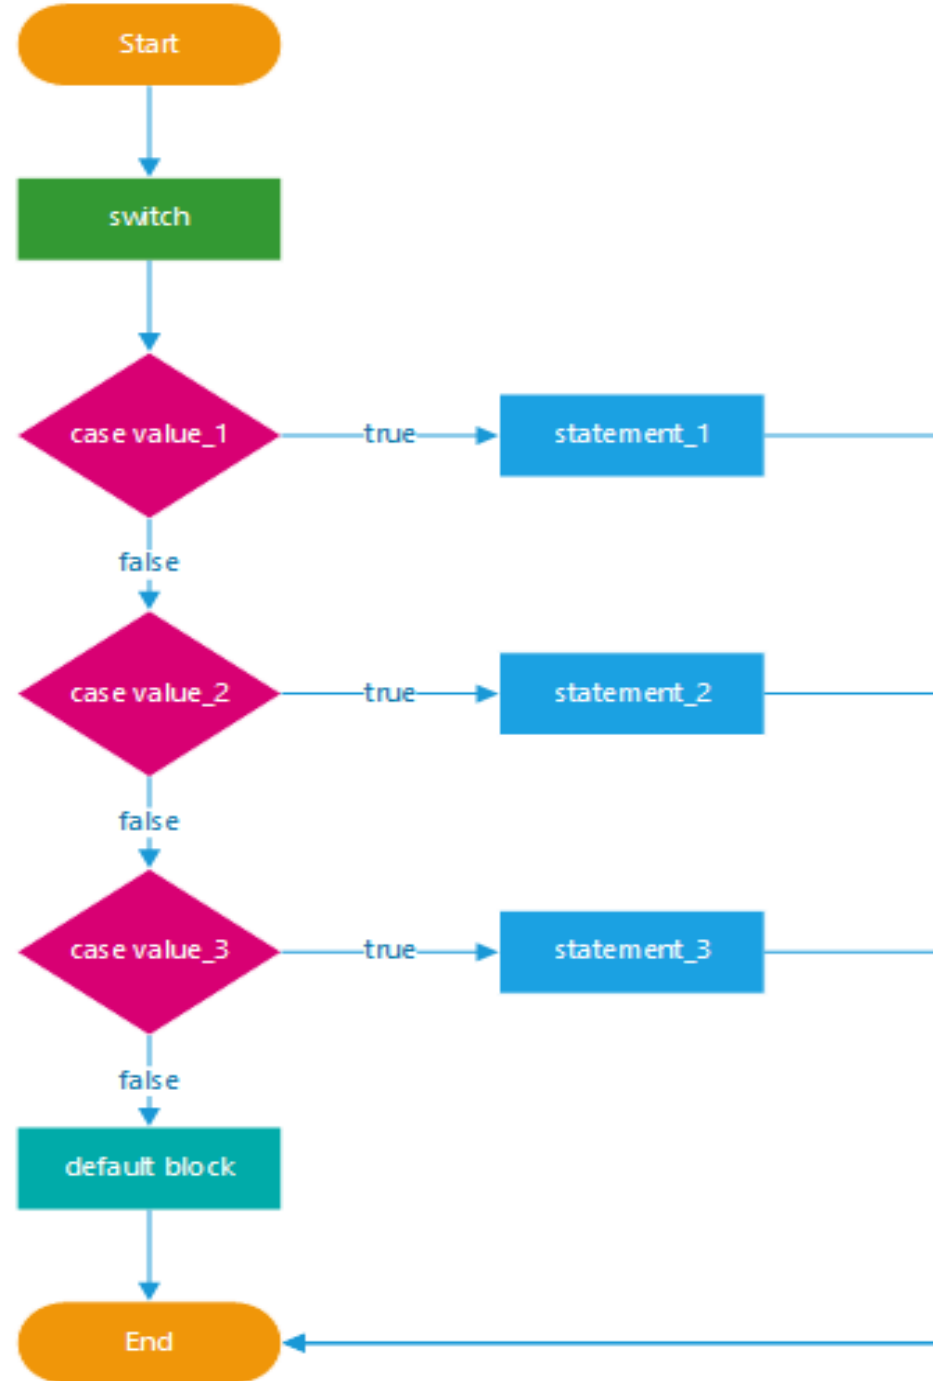 Start
switch
case value_1
true
statement_1
false
case value_2
true
statement_2
false
case value_3
true
statement_3
false
default block
End